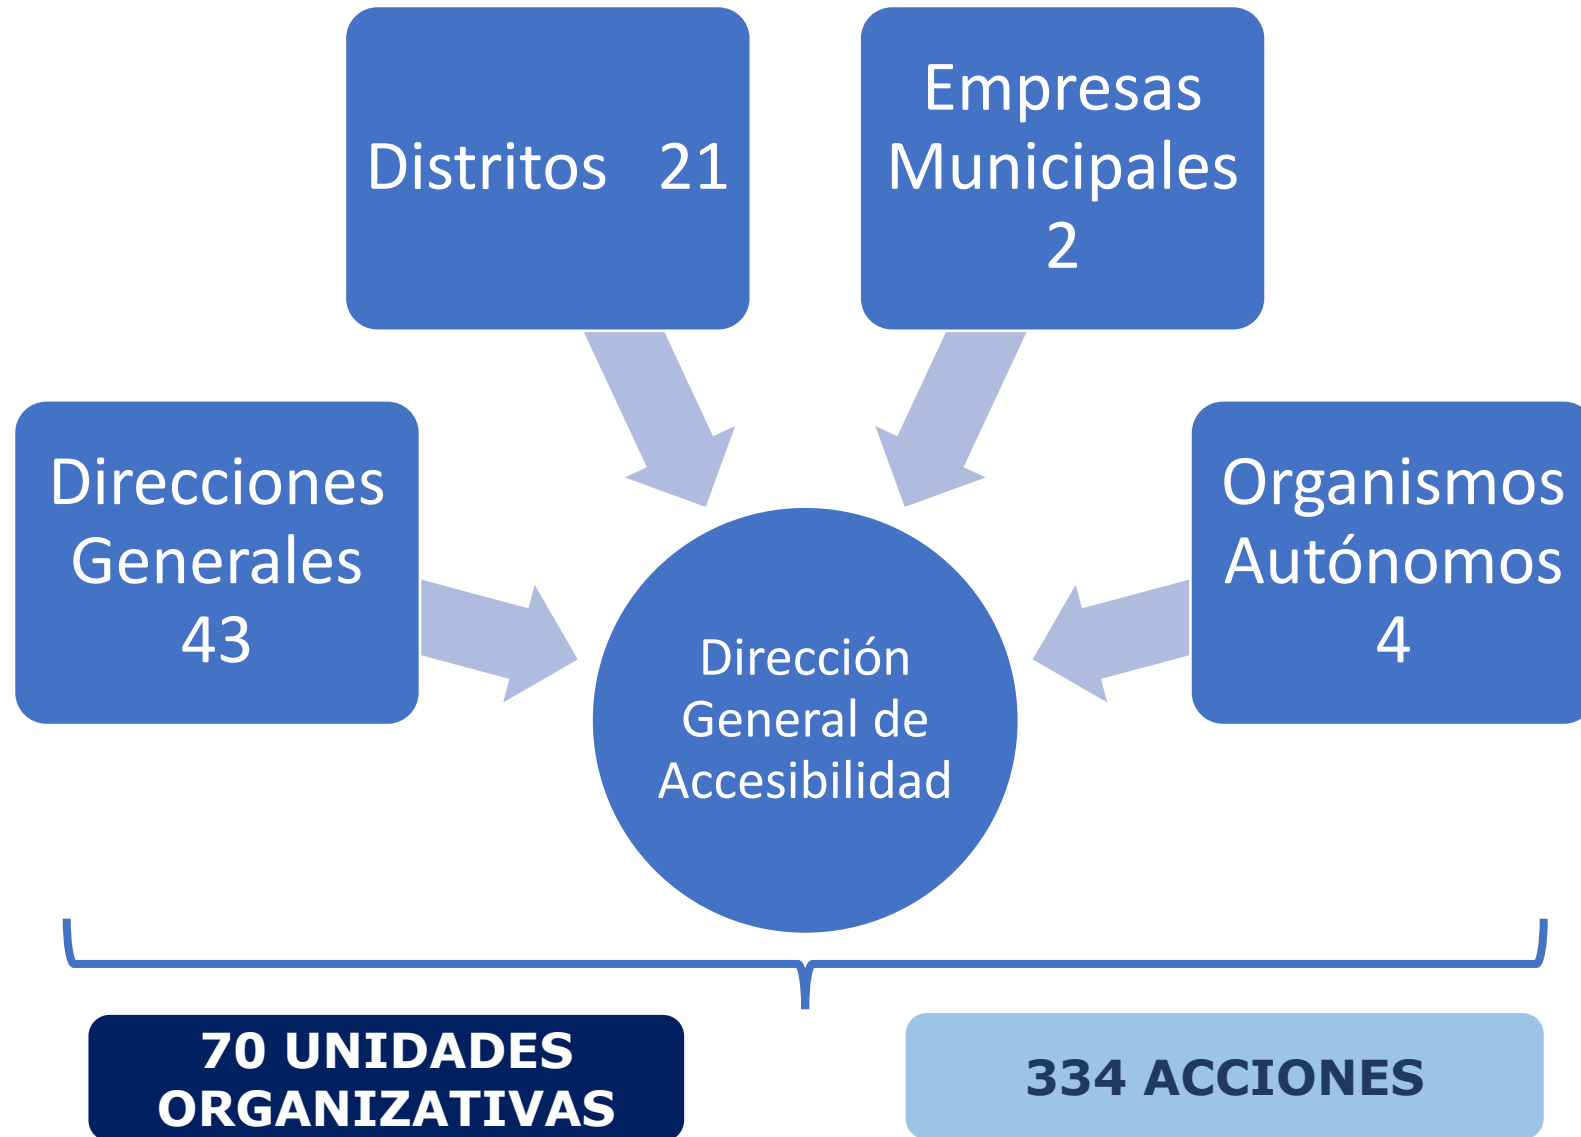 Distritos 21
Empresas
Municipales
2
Direcciones
Generales
43
Organismos
Autónomos
4
Dirección
General de
Accesibilidad
70 UNIDADES
ORGANIZATIVAS
334 ACCIONES